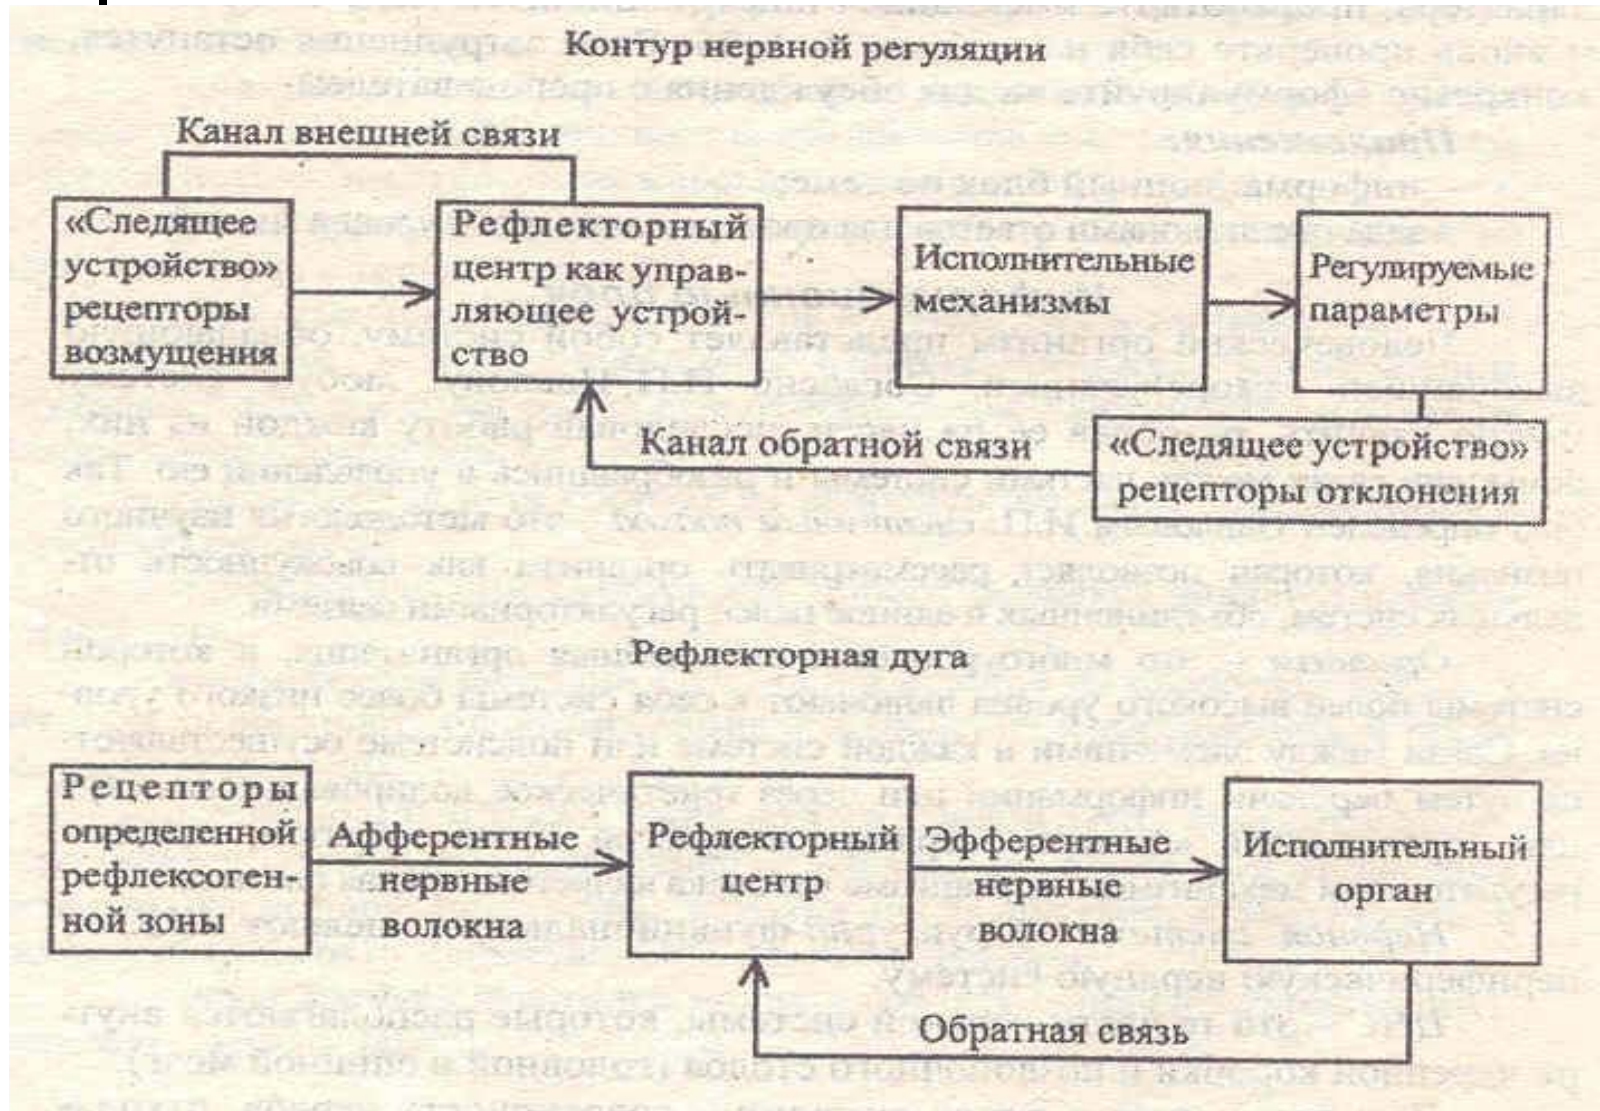 Контур нервной регуляции
Канал внешней связи
«Следящее
устройство»
рецепторы
возмущения
Рефлекторный
центр как управ-
ляющее устрой-
ство
Исполнительные
механизмы
Регулируемые
параметры
Канал обратной связи
«Следящее устройство»
рецепторы отклонения
Рефлекторная дуга
Рецепторы
определенной
рефлексоген-
ной зоны
Афферентные
нервные
волокна
Рефлекторный
центр
Эфферентные
нервные
волокна
Исполнительный
орган
Обратная связь